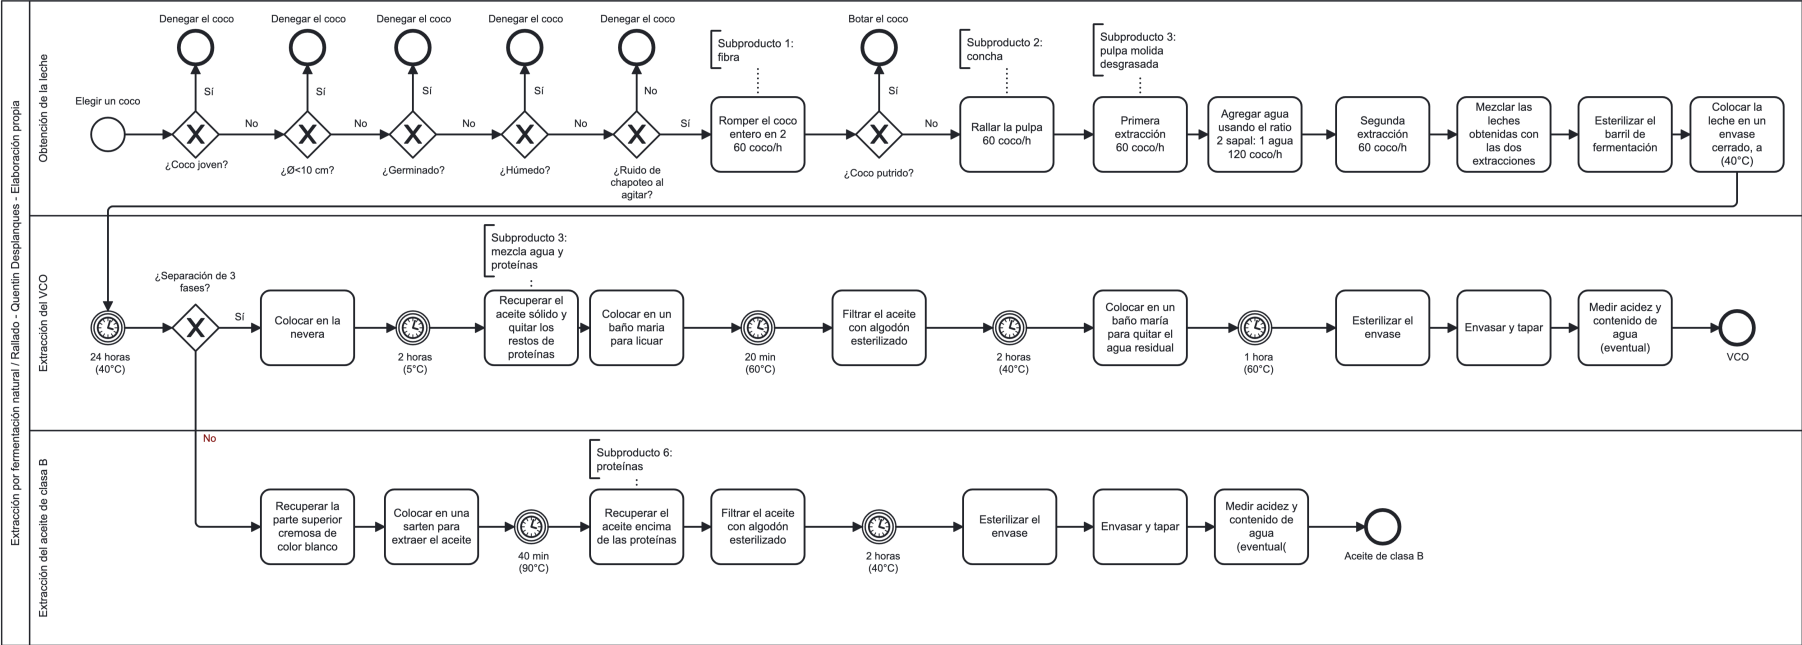 Extracción por fermentación natural / Rallado - Quentin Desplanques - Elaboración propia
Obtención de la leche
Elegir un coco
Denegar el coco
Sí
¿Coco joven?
No
Denegar el coco
Sí
¿Ø<10 cm?
No
Denegar el coco
Sí
¿Germinado?
No
Denegar el coco
Sí
¿Húmedo?
No
Denegar el coco
No
¿Ruido de
chapoteo al
agitar?
Sí
Subproducto 1:
fibra
Romper el coco
entero en 2
60 coco/h
Botar el coco
Sí
¿Coco putrido?
No
Subproducto 2:
concha
Rallar la pulpa
60 coco/h
Subproducto 3:
pulpa molida
desgrasada
Primera
extracción
60 coco/h
Agregar agua
usando el ratio
2 sapal: 1 agua
120 coco/h
Segunda
extracción
60 coco/h
Mezclar las
leches
obtenidas con
las dos
extracciones
Esterilizar el
barril de
fermentación
Colocar la
leche en un
envase
cerrado, a
(40°C)
Extracción del VCO
24 horas
(40°C)
¿Separación de 3
fases?
Sí
Colocar en la
nevera
2 horas
(5°C)
Subproducto 3:
mezcla agua y
proteínas
Recuperar el
aceite sólido y
quitar los
restos de
proteínas
Colocar en un
baño maria
para licuar
20 min
(60°C)
Filtrar el aceite
con algodón
esterilizado
2 horas
(40°C)
Colocar en un
baño maría
para quitar el
agua residual
1 hora
(60°C)
Esterilizar el
envase
Envasar y tapar
Medir acidez y
contenido de
agua
(eventual)
VCO
Extracción del aceite de clasa B
No
Recuperar la
parte superior
cremosa de
color blanco
Colocar en una
sarten para
extraer el aceite
40 min
(90°C)
Subproducto 6:
proteínas
Recuperar el
aceite encima
de las proteínas
Filtrar el aceite
con algodón
esterilizado
2 horas
(40°C)
Esterilizar el
envase
Envasar y tapar
Medir acidez y
contenido de
agua
(eventual(
Aceite de clasa B